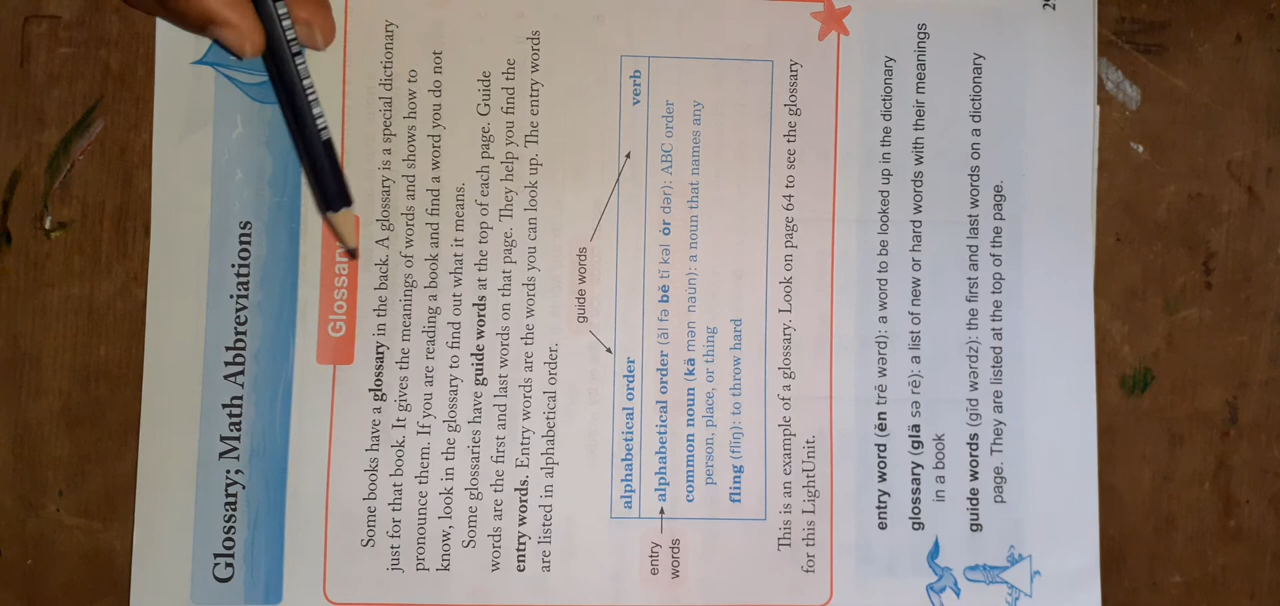 Glossary; Math Abbreviations
Glossary
Some books have a glossary in the back. A glossary is a special dictionary
just for that book. It gives the meanings of words and shows how to
pronounce them. If you are reading a book and find a word you do not
know, look in the glossary to find out what it means.
Some glossaries have guide words at the top of each page. Guide
words are the first and last words on that page. They help you find the
entry words. Entry words are the words you can look up. The entry words
are listed in alphabetical order.
guide words
alphabetical order verb
entry
words
alphabetical order (ăl fə bĕ tĭ kəl ór dər): ABC order
common noun (kä mən nau̇n): a noun that names any
person, place, or thing
fling (flĭŋ): to throw hard
This is an example of a glossary. Look on page 64 to see the glossary
for this LightUnit.
entry word (ĕn trē wərd): a word to be looked up in the dictionary
glossary (glä sə rē): a list of new or hard words with their meanings
in a book
guide words (gīd wərdz): the first and last words on a dictionary
page. They are listed at the top of the page.